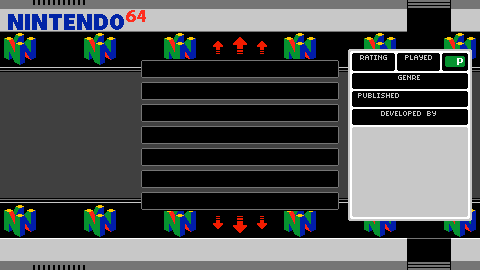 NINTENDO64
RATING PLAYED P
GENRE
PUBLISHED
DEVELOPED BY